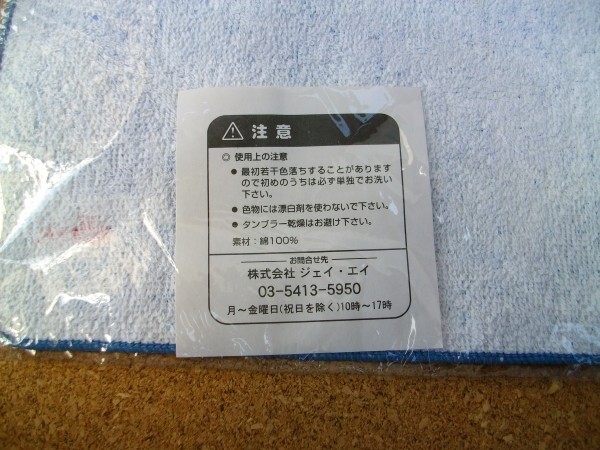 注意
◎ 使用上の注意
● 最初若干色落ちすることがあります
ので初めのうちは必ず単独でお洗い
下さい。
● 色物には漂白剤を使わないで下さい。
● タンブラー乾燥はお避け下さい。
素材：綿100%
お問合せ先
株式会社 ジェイ・エイ
03-5413-5950
月～金曜日(祝日を除く)10時～17時